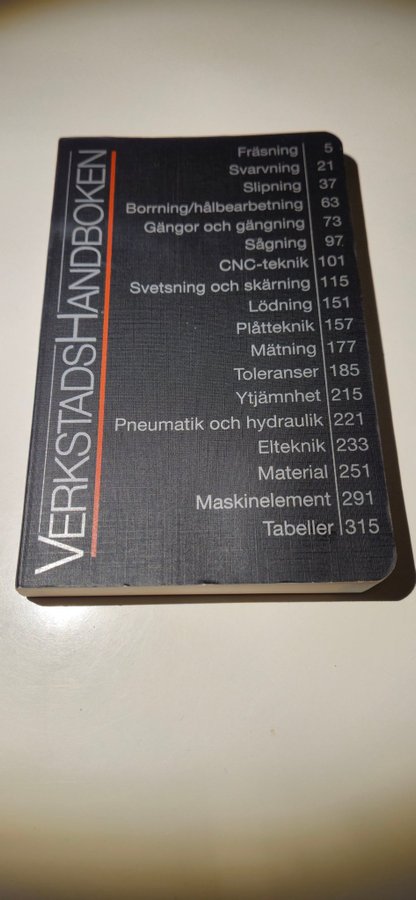 VERKSTADSHANDBOKEN
Fräsning 5
Svarvning 21
Slipning 37
Borrning/hålbearbetning 63
Gängor och gängning 73
Sågning 97
CNC-teknik 101
Svetsning och skärning 115
Lödning 151
Plåtteknik 157
Mätning 177
Toleranser 185
Ytjämnhet 215
Pneumatik och hydraulik 221
Elteknik 233
Material 251
Maskinelement 291
Tabeller 315